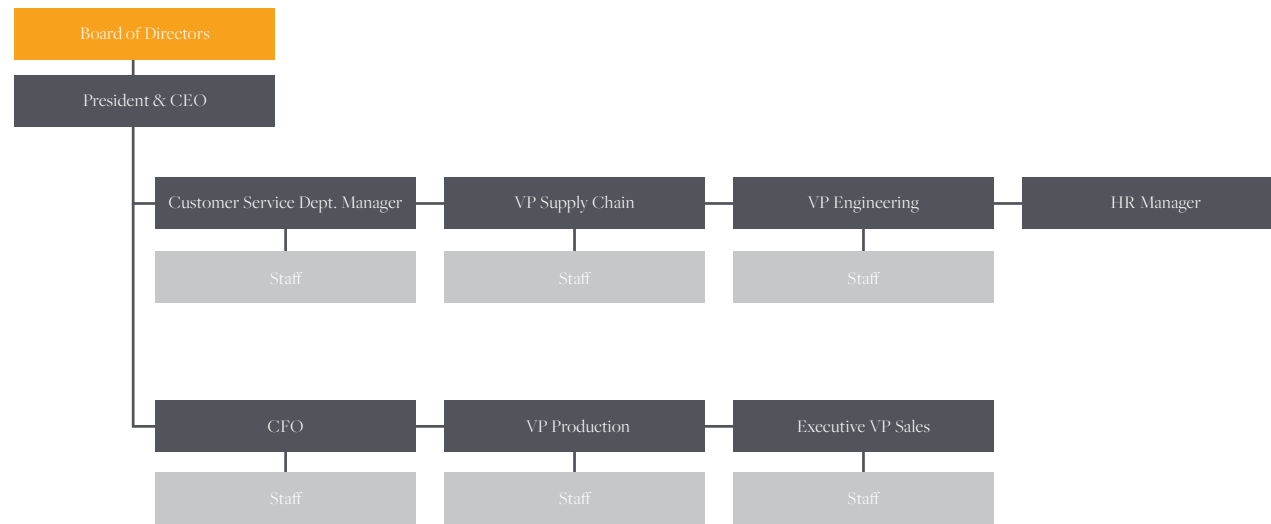 Board of Directors
President & CEO
Customer Service Dept. Manager
VP Supply Chain
VP Engineering
HR Manager
Staff
Staff
Staff
CFO
VP Production
Executive VP Sales
Staff
Staff
Staff